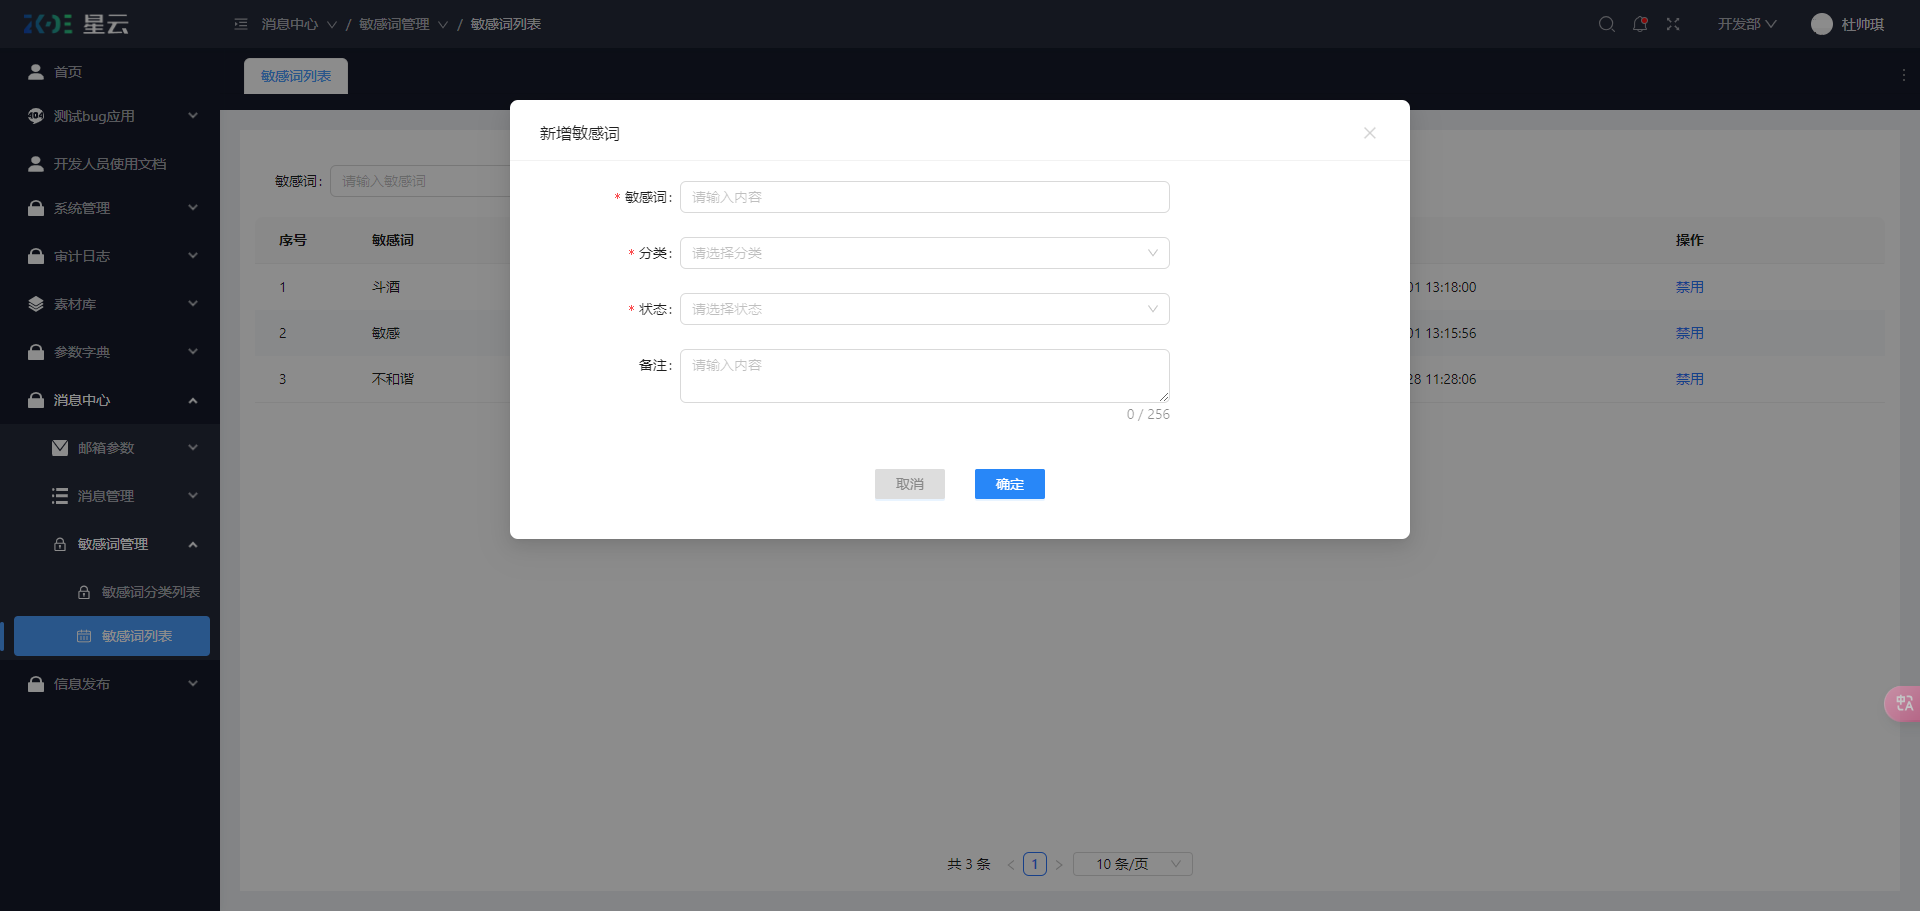 星云
消息中心 / 敏感词管理 / 敏感词列表
开发部
杜帅琪
首页
测试bug应用
开发人员使用文档
系统管理
审计日志
素材库
参数字典
消息中心
邮箱参数
消息管理
敏感词管理
敏感词分类列表
敏感词列表
信息发布
敏感词列表
敏感词: 请输入敏感词
序号 敏感词 操作
1 斗酒 01 13:18:00 禁用
2 敏感 01 13:15:56 禁用
3 不和谐 28 11:28:06 禁用
新增敏感词
* 敏感词: 请输入内容
* 分类: 请选择分类
* 状态: 请选择状态
备注: 请输入内容
0 / 256
取消 确定
共 3 条 < 1 > 10 条/页